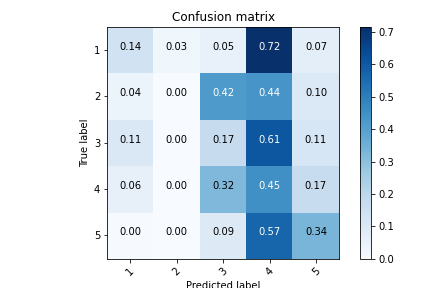 Confusion matrix
1 0.14 0.03 0.05 0.72 0.07
2 0.04 0.00 0.42 0.44 0.10
3 0.11 0.00 0.17 0.61 0.11
4 0.06 0.00 0.32 0.45 0.17
5 0.00 0.00 0.09 0.57 0.34
True label
1 2 3 4 5
Predicted label
0.7
0.6
0.5
0.4
0.3
0.2
0.1
0.0